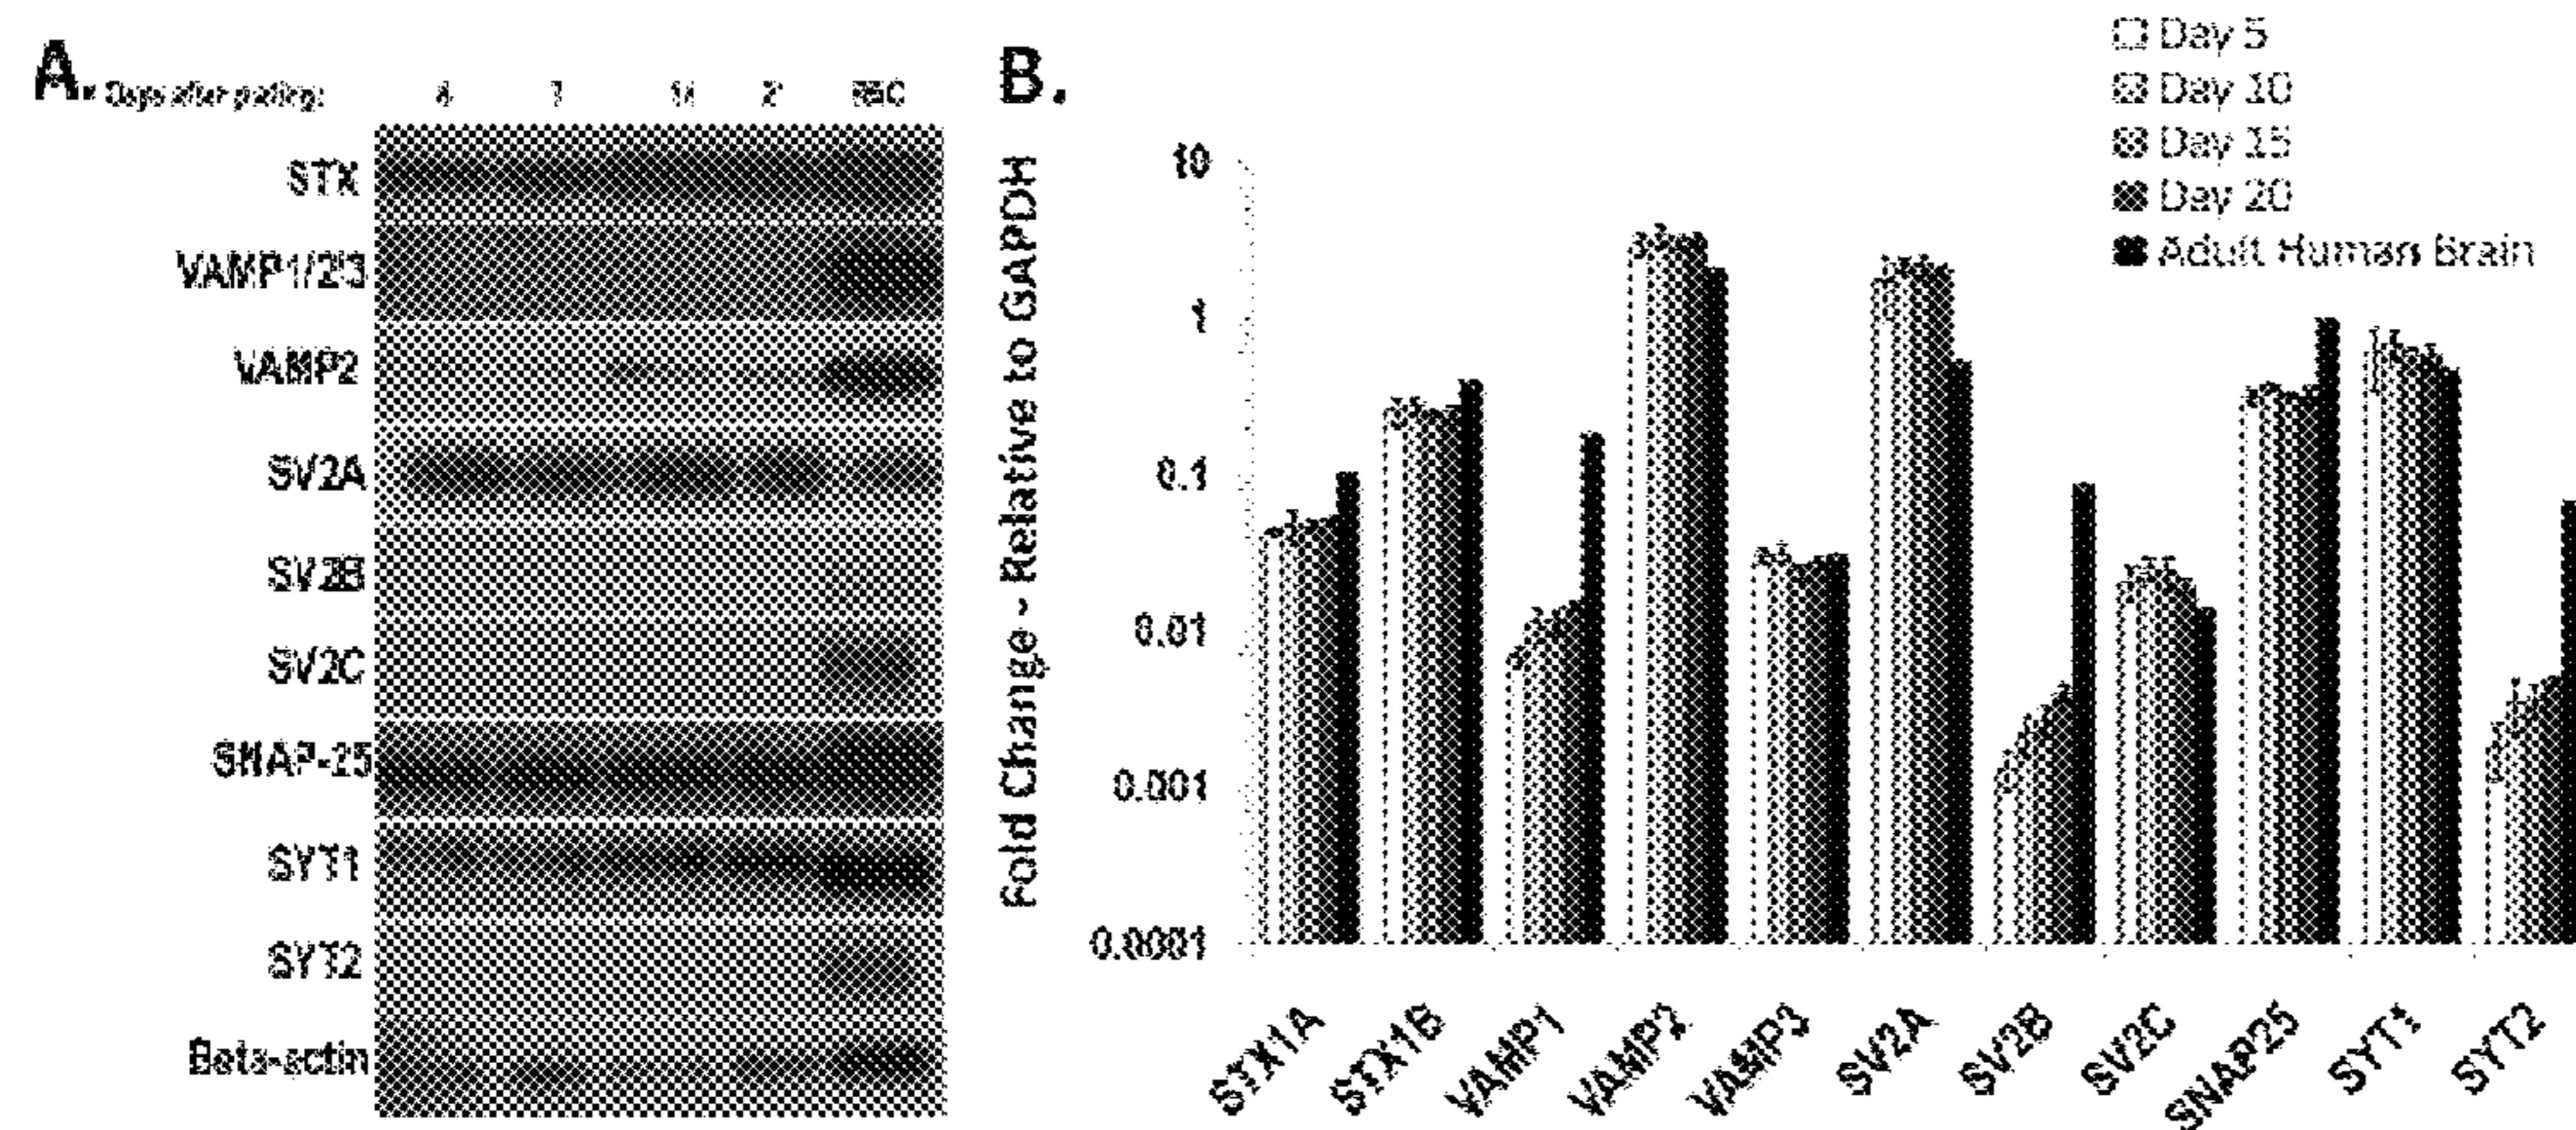 A.
Days after plating:
STX
VAMP1/2/3
VAMP2
SV2A
SV2B
SV2C
SNAP-25
SYT1
SYT2
Beta-actin
B.
Day 5
Day 10
Day 15
Day 20
Adult Human Brain
Fold Change - Relative to GAPDH
10
1
0.1
0.01
0.001
0.0001
STX1A
STX1B
VAMP1
VAMP2
VAMP3
SV2A
SV2B
SV2C
SNAP25
SYT1
SYT2